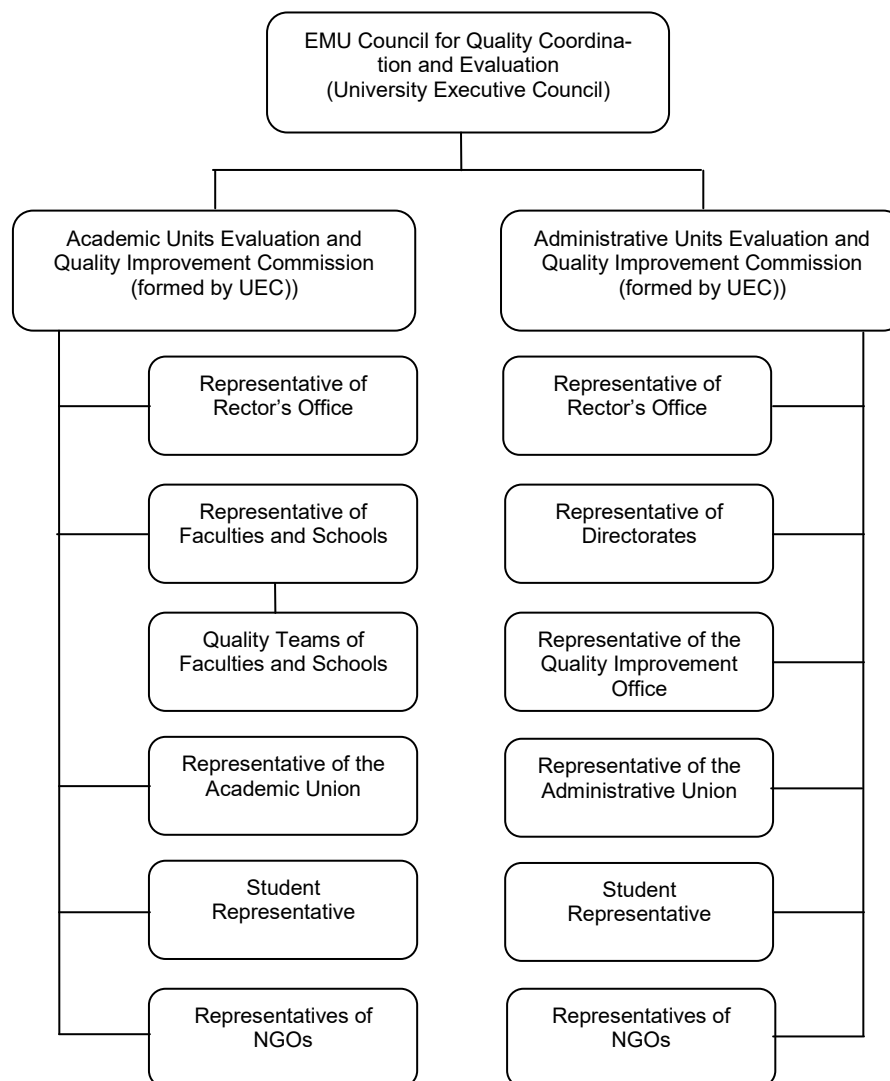 EMU Council for Quality Coordina-
tion and Evaluation
(University Executive Council)
Academic Units Evaluation and
Quality Improvement Commission
(formed by UEC))
Administrative Units Evaluation and
Quality Improvement Commission
(formed by UEC))
Representative of
Rector’s Office
Representative of
Rector’s Office
Representative of
Faculties and Schools
Representative of
Directorates
Quality Teams of
Faculties and Schools
Representative of the
Quality Improvement
Office
Representative of the
Academic Union
Representative of the
Administrative Union
Student
Representative
Student
Representative
Representatives of
NGOs
Representatives of
NGOs